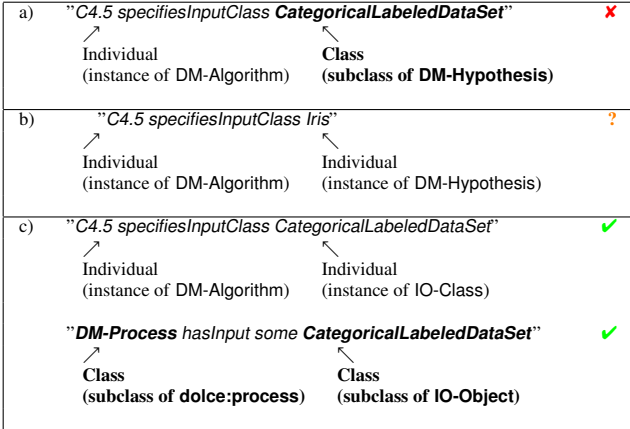 a) "C4.5 specifiesInputClass CategoricalLabeledDataSet" ✘
↗ ↖
Individual Class
(instance of DM-Algorithm) (subclass of DM-Hypothesis)
b) "C4.5 specifiesInputClass Iris" ?
↗ ↖
Individual Individual
(instance of DM-Algorithm) (instance of DM-Hypothesis)
c) "C4.5 specifiesInputClass CategoricalLabeledDataSet" ✔
↗ ↖
Individual Individual
(instance of DM-Algorithm) (instance of IO-Class)
"DM-Process hasInput some CategoricalLabeledDataSet" ✔
↗ ↖
Class Class
(subclass of dolce:process) (subclass of IO-Object)